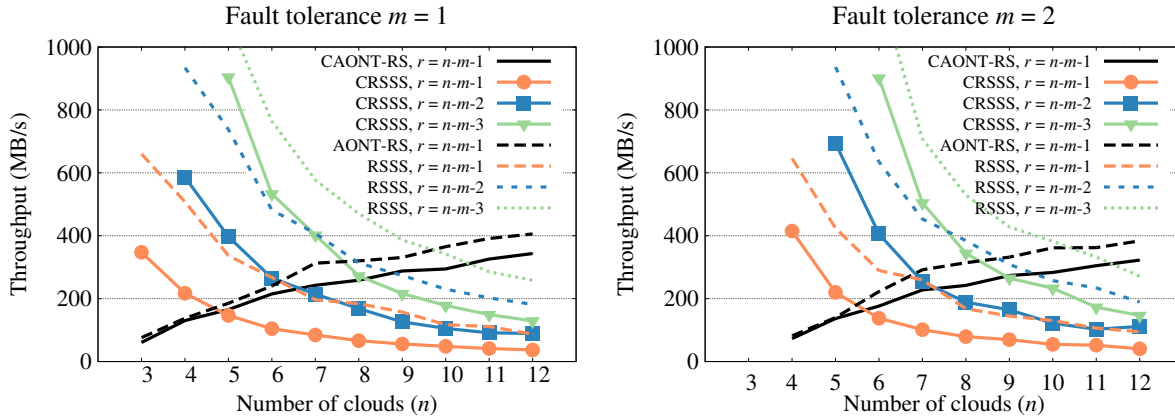 Fault tolerance m = 1
Throughput (MB/s)
1000
800
600
400
200
0
CAONT-RS, r = n-m-1
CRSSS, r = n-m-1
CRSSS, r = n-m-2
CRSSS, r = n-m-3
AONT-RS, r = n-m-1
RSSS, r = n-m-1
RSSS, r = n-m-2
RSSS, r = n-m-3
3 4 5 6 7 8 9 10 11 12
Number of clouds (n)
Fault tolerance m = 2
Throughput (MB/s)
1000
800
600
400
200
0
CAONT-RS, r = n-m-1
CRSSS, r = n-m-1
CRSSS, r = n-m-2
CRSSS, r = n-m-3
AONT-RS, r = n-m-1
RSSS, r = n-m-1
RSSS, r = n-m-2
RSSS, r = n-m-3
3 4 5 6 7 8 9 10 11 12
Number of clouds (n)